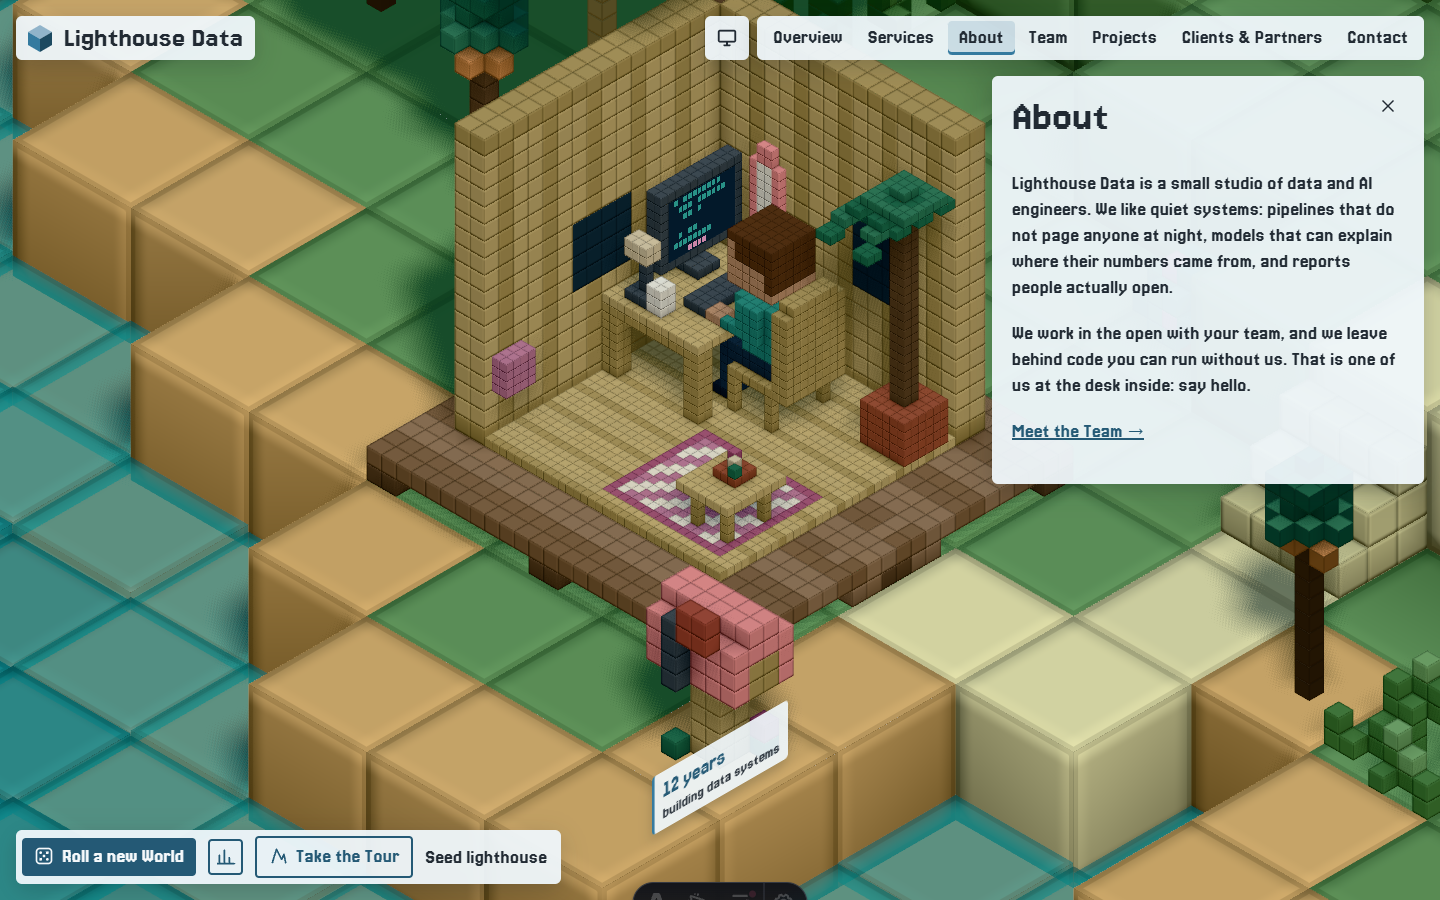 Lighthouse Data
Overview Services About Team Projects Clients & Partners Contact
About
Lighthouse Data is a small studio of data and AI
engineers. We like quiet systems: pipelines that do
not page anyone at night, models that can explain
where their numbers came from, and reports
people actually open.
We work in the open with your team, and we leave
behind code you can run without us. That is one of
us at the desk inside: say hello.
Meet the Team →
12 years
building data systems
Roll a new World
Take the Tour
Seed lighthouse